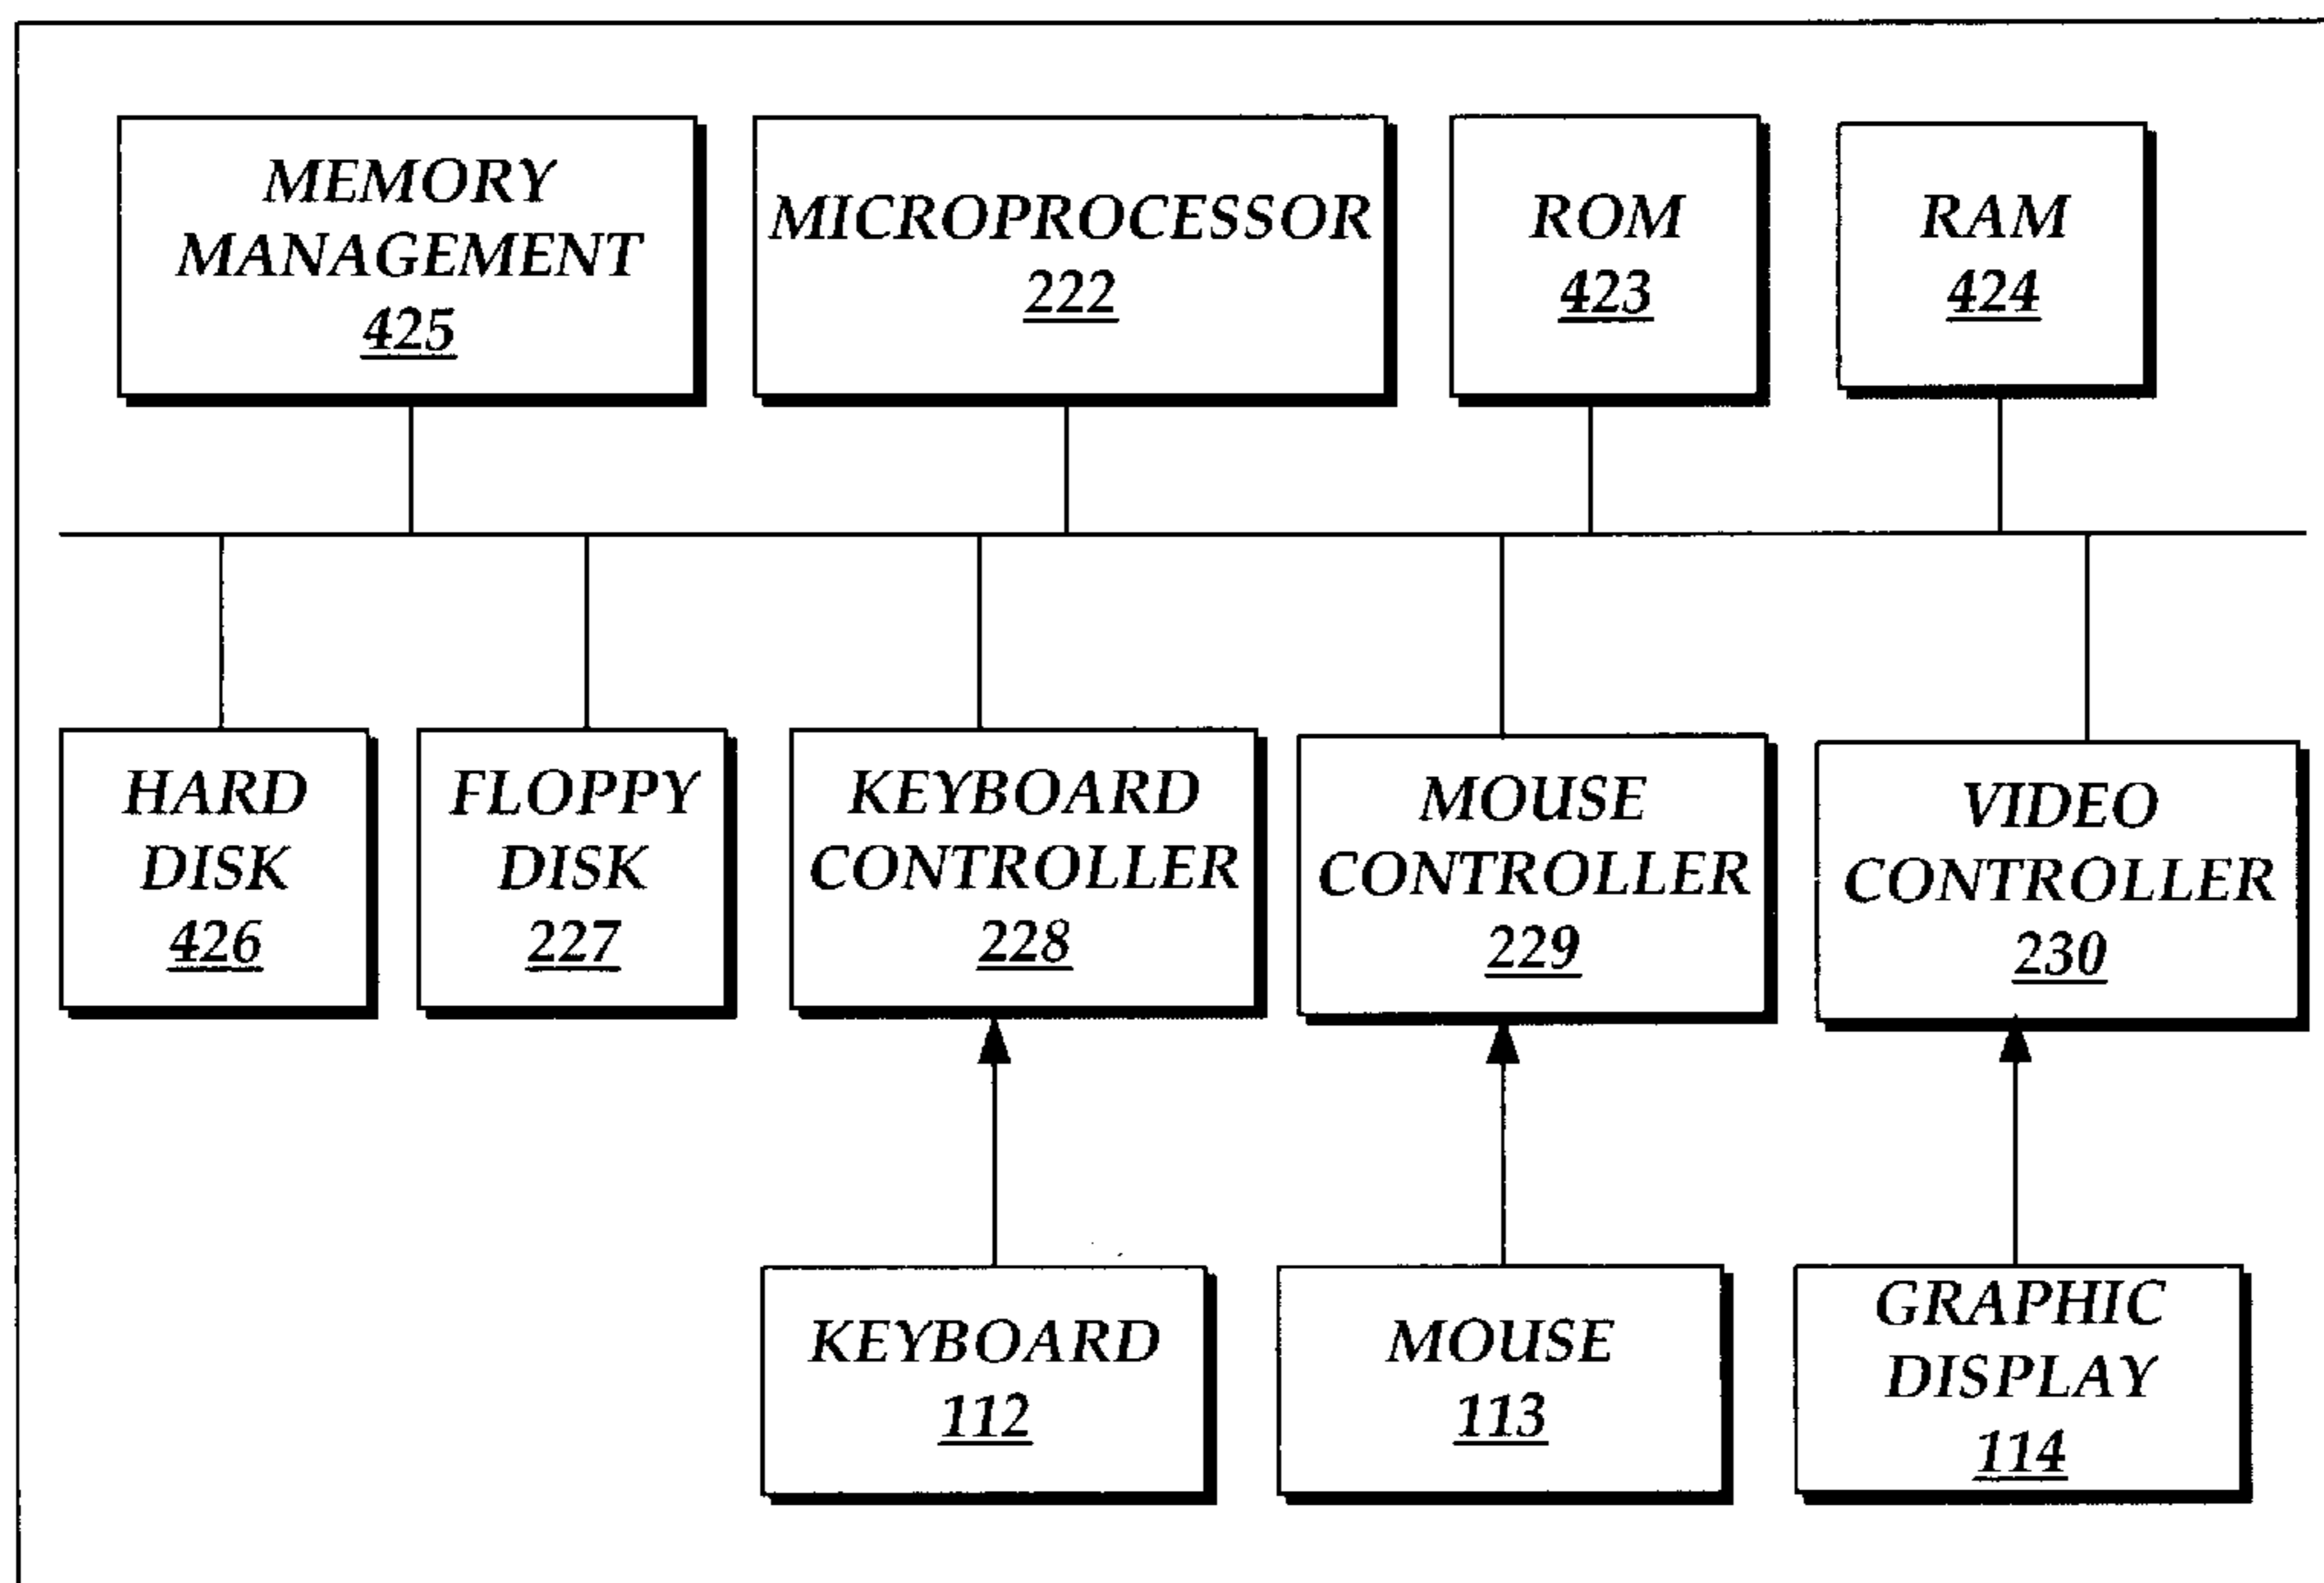 MEMORY
MANAGEMENT
425
MICROPROCESSOR
222
ROM
423
RAM
424
HARD
DISK
426
FLOPPY
DISK
227
KEYBOARD
CONTROLLER
228
MOUSE
CONTROLLER
229
VIDEO
CONTROLLER
230
KEYBOARD
112
MOUSE
113
GRAPHIC
DISPLAY
114